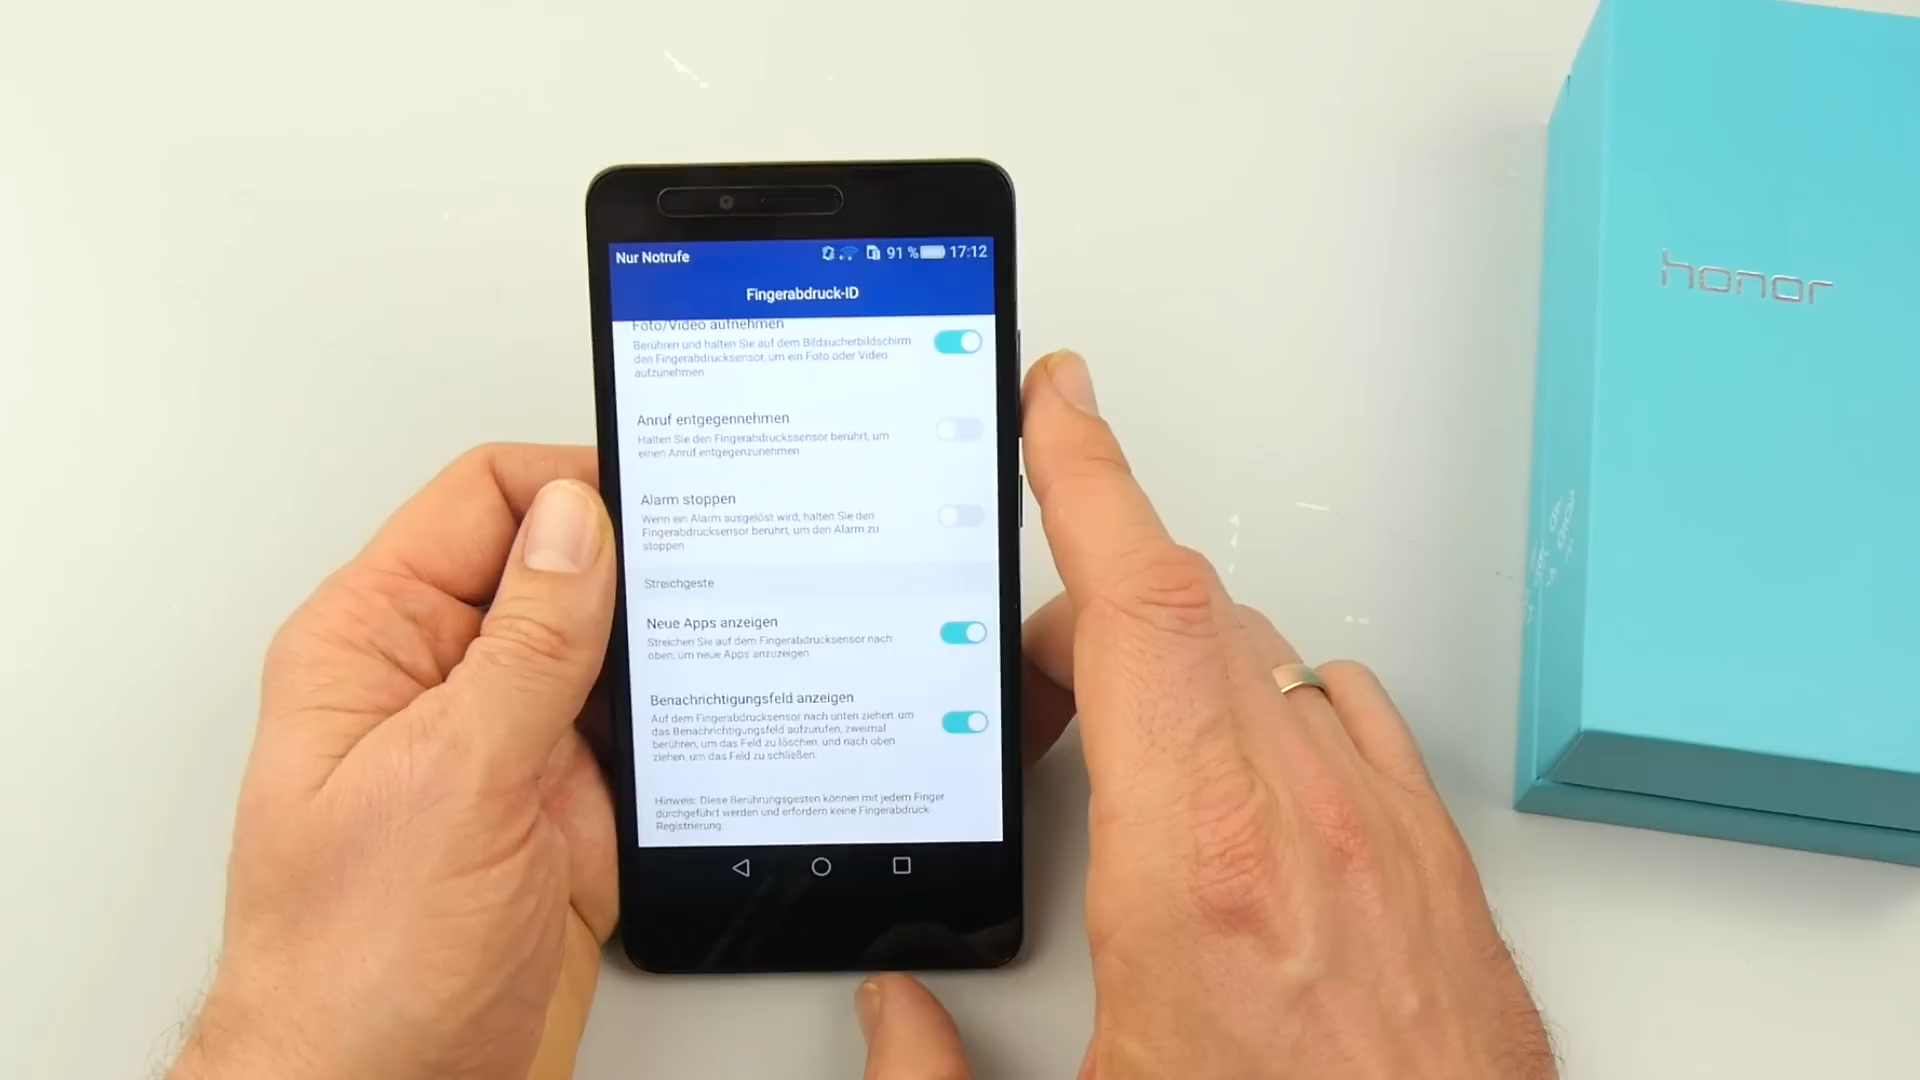 Nur Notrufe 91 % 17:12
Fingerabdruck-ID
Foto/Video aufnehmen
Berühren und halten Sie auf dem Bildsucherbildschirm
den Fingerabdrucksensor, um ein Foto oder Video
aufzunehmen
Anruf entgegennehmen
Halten Sie den Fingerabdruckssensor berührt, um
einen Anruf entgegenzunehmen
Alarm stoppen
Wenn ein Alarm ausgelöst wird, halten Sie den
Fingerabdrucksensor berührt, um den Alarm zu
stoppen
Streichgeste
Neue Apps anzeigen
Streichen Sie auf dem Fingerabdrucksensor nach
oben, um neue Apps anzuzeigen
Benachrichtigungsfeld anzeigen
Auf dem Fingerabdrucksensor nach unten ziehen, um
das Benachrichtigungsfeld aufzurufen, zweimal
berühren, um das Feld zu löschen, und nach oben
ziehen, um das Feld zu schließen.
Hinweis: Diese Berührungsgesten können mit jedem Finger
durchgeführt werden und erfordern keine Fingerabdruck-
Registrierung.
honor